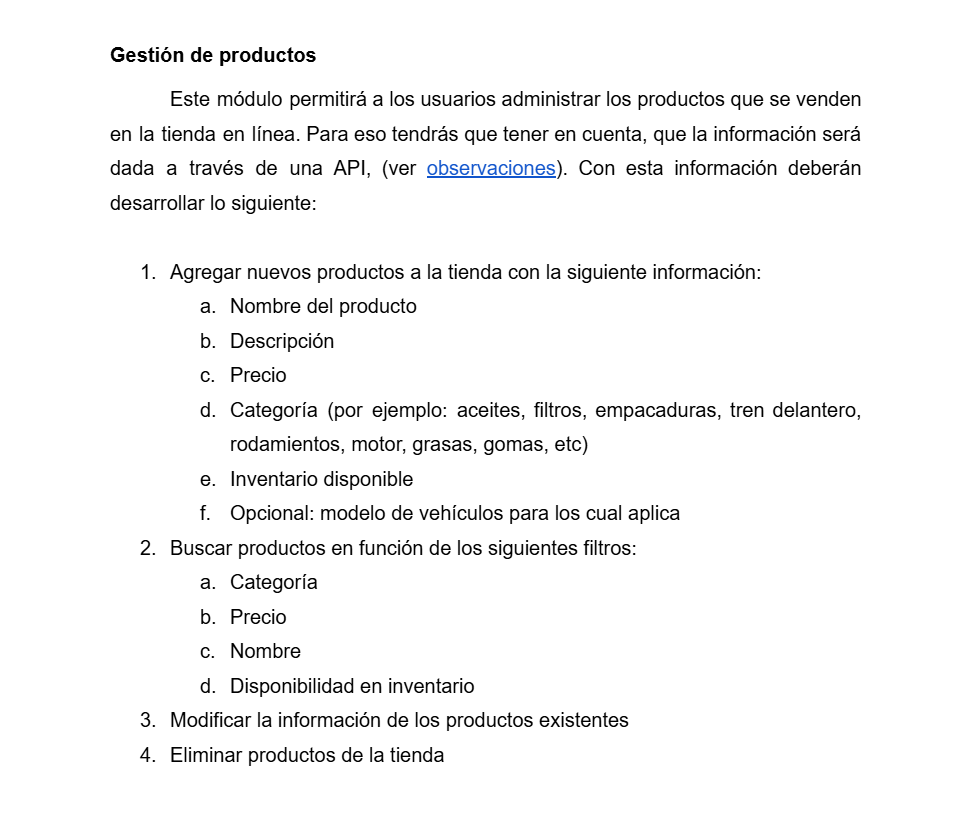 Gestión de productos
Este módulo permitirá a los usuarios administrar los productos que se venden
en la tienda en línea. Para eso tendrás que tener en cuenta, que la información será
dada a través de una API, (ver observaciones). Con esta información deberán
desarrollar lo siguiente:
1. Agregar nuevos productos a la tienda con la siguiente información:
a. Nombre del producto
b. Descripción
c. Precio
d. Categoría (por ejemplo: aceites, filtros, empacaduras, tren delantero,
rodamientos, motor, grasas, gomas, etc)
e. Inventario disponible
f. Opcional: modelo de vehículos para los cual aplica
2. Buscar productos en función de los siguientes filtros:
a. Categoría
b. Precio
c. Nombre
d. Disponibilidad en inventario
3. Modificar la información de los productos existentes
4. Eliminar productos de la tienda